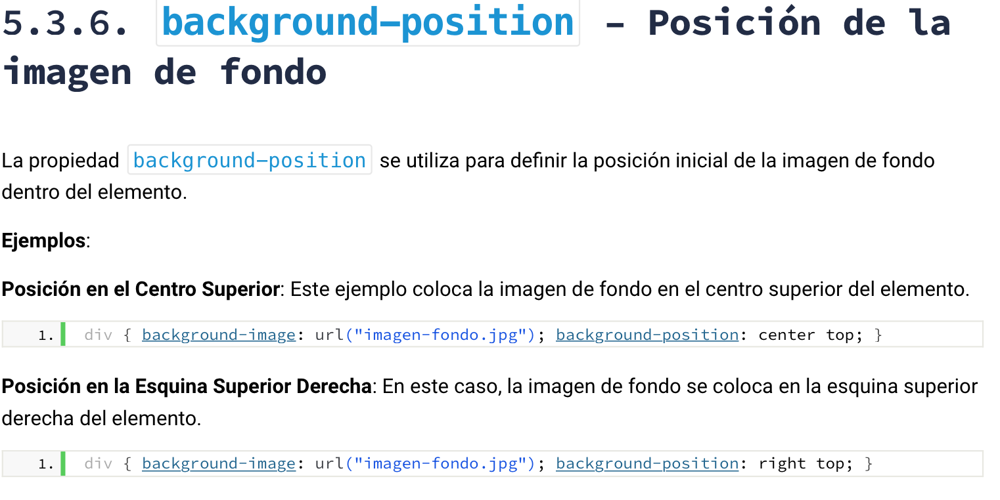 5.3.6. background-position – Posición de la
imagen de fondo
La propiedad background-position se utiliza para definir la posición inicial de la imagen de fondo
dentro del elemento.
Ejemplos:
Posición en el Centro Superior: Este ejemplo coloca la imagen de fondo en el centro superior del elemento.
1. div { background-image: url("imagen-fondo.jpg"); background-position: center top; }
Posición en la Esquina Superior Derecha: En este caso, la imagen de fondo se coloca en la esquina superior
derecha del elemento.
1. div { background-image: url("imagen-fondo.jpg"); background-position: right top; }